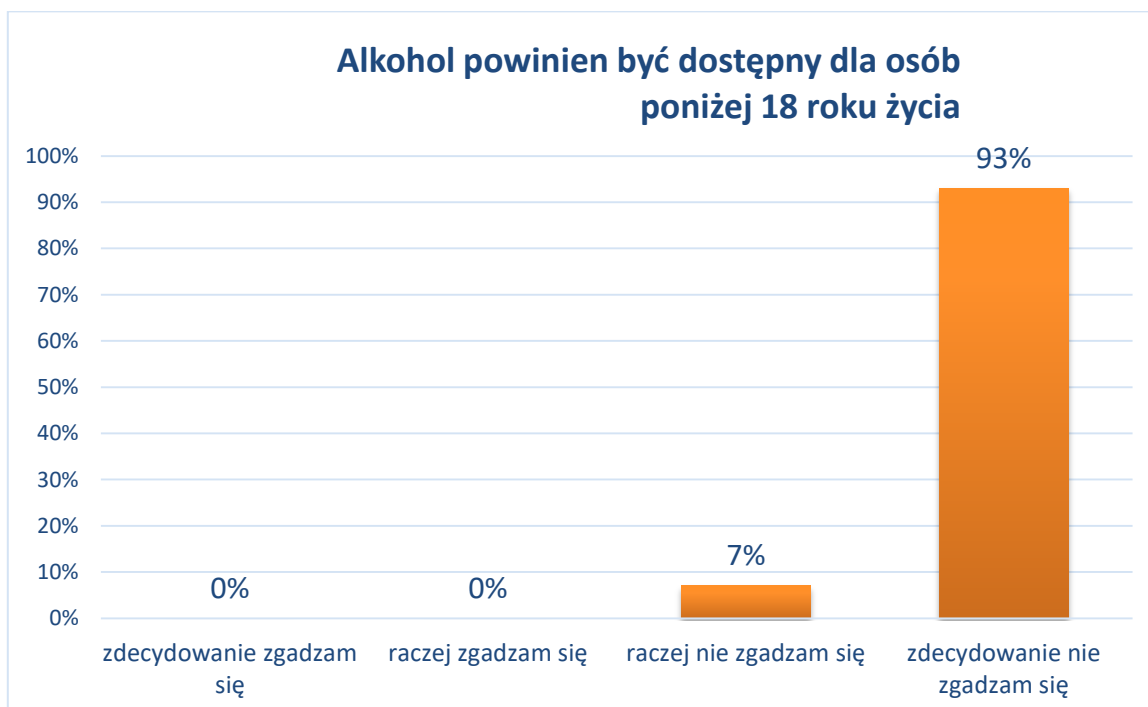 Alkohol powinien być dostępny dla osób
poniżej 18 roku życia
100%
90%
80%
70%
60%
50%
40%
30%
20%
10%
0%
0%
0%
7%
93%
zdecydowanie zgadzam
się
raczej zgadzam się
raczej nie zgadzam się
zdecydowanie nie
zgadzam się